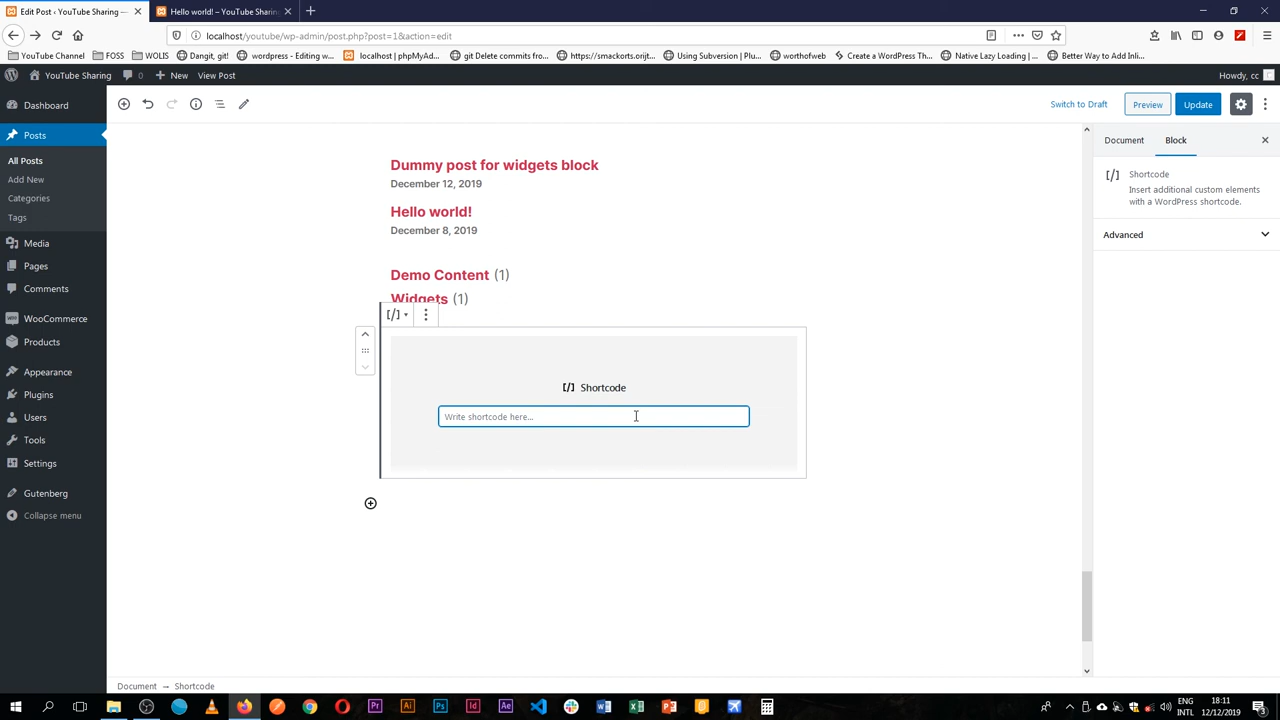 Edit Post ‹ YouTube Sharing —
Hello world! – YouTube Sharin
localhost/youtube/wp-admin/post.php?post=1&action=edit
YouTube Channel
FOSS
WOLIS
Dangit, git!
wordpress - Editing w...
localhost | phpMyAd...
git Delete commits fro...
https://smackorts.orijt...
Using Subversion | Plu...
worthofweb
Create a WordPress Th...
Native Lazy Loading | ...
Better Way to Add Inli...
YouTube Sharing
0
New
View Post
Howdy, cc
Dashboard
Posts
All Posts
Add New
Categories
Tags
Media
Pages
Comments
WooCommerce
Products
Appearance
Plugins
Users
Tools
Settings
Gutenberg
Collapse menu
Switch to Draft
Preview
Update
Dummy post for widgets block
December 12, 2019
Hello world!
December 8, 2019
Demo Content (1)
Widgets (1)
[/]
[/] Shortcode
Write shortcode here...
Document
Block
[/] Shortcode
Insert additional custom elements
with a WordPress shortcode.
Advanced
Document → Shortcode
ENG
INTL
18:11
12/12/2019